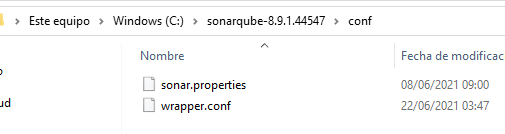 Este equipo > Windows (C:) > sonarqube-8.9.1.44547 > conf
Nombre Fecha de modificac
sonar.properties 08/06/2021 09:00
wrapper.conf 22/06/2021 03:47
ud